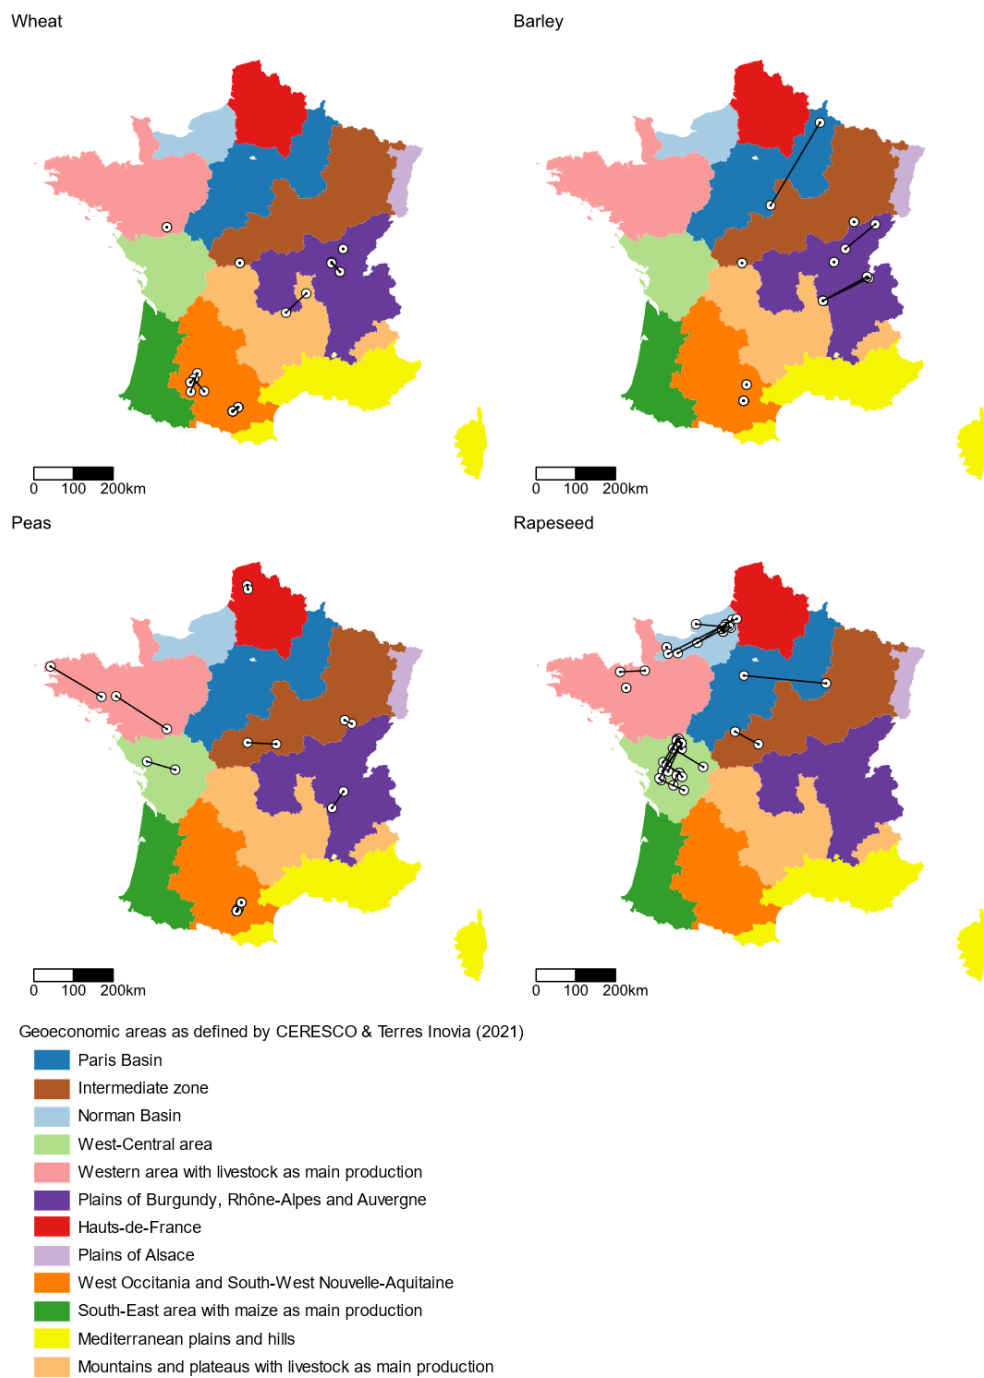 Wheat
Barley
0 100 200km
0 100 200km
Peas
Rapeseed
0 100 200km
0 100 200km
Geoeconomic areas as defined by CERESCO & Terres Inovia (2021)
Paris Basin
Intermediate zone
Norman Basin
West-Central area
Western area with livestock as main production
Plains of Burgundy, Rhône-Alpes and Auvergne
Hauts-de-France
Plains of Alsace
West Occitania and South-West Nouvelle-Aquitaine
South-East area with maize as main production
Mediterranean plains and hills
Mountains and plateaus with livestock as main production